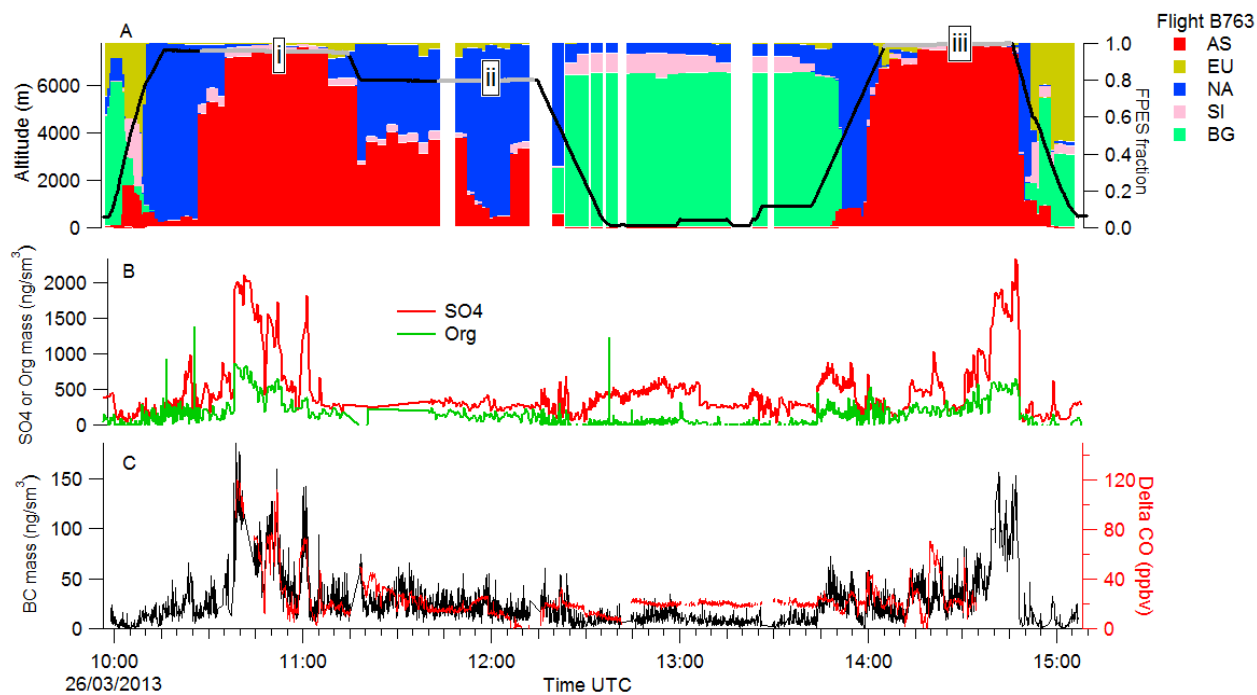 A
i
ii
iii
Altitude (m)
6000
4000
2000
0
1.0
0.8
0.6
0.4
0.2
0.0
FPES fraction
Flight B763
AS
EU
NA
SI
BG
B
SO4
Org
SO4 or Org mass (ng/sm³)
2000
1500
1000
500
0
C
BC mass (ng/sm³)
150
100
50
0
120
80
40
0
Delta CO (ppbv)
10:00 11:00 12:00 13:00 14:00 15:00
26/03/2013
Time UTC